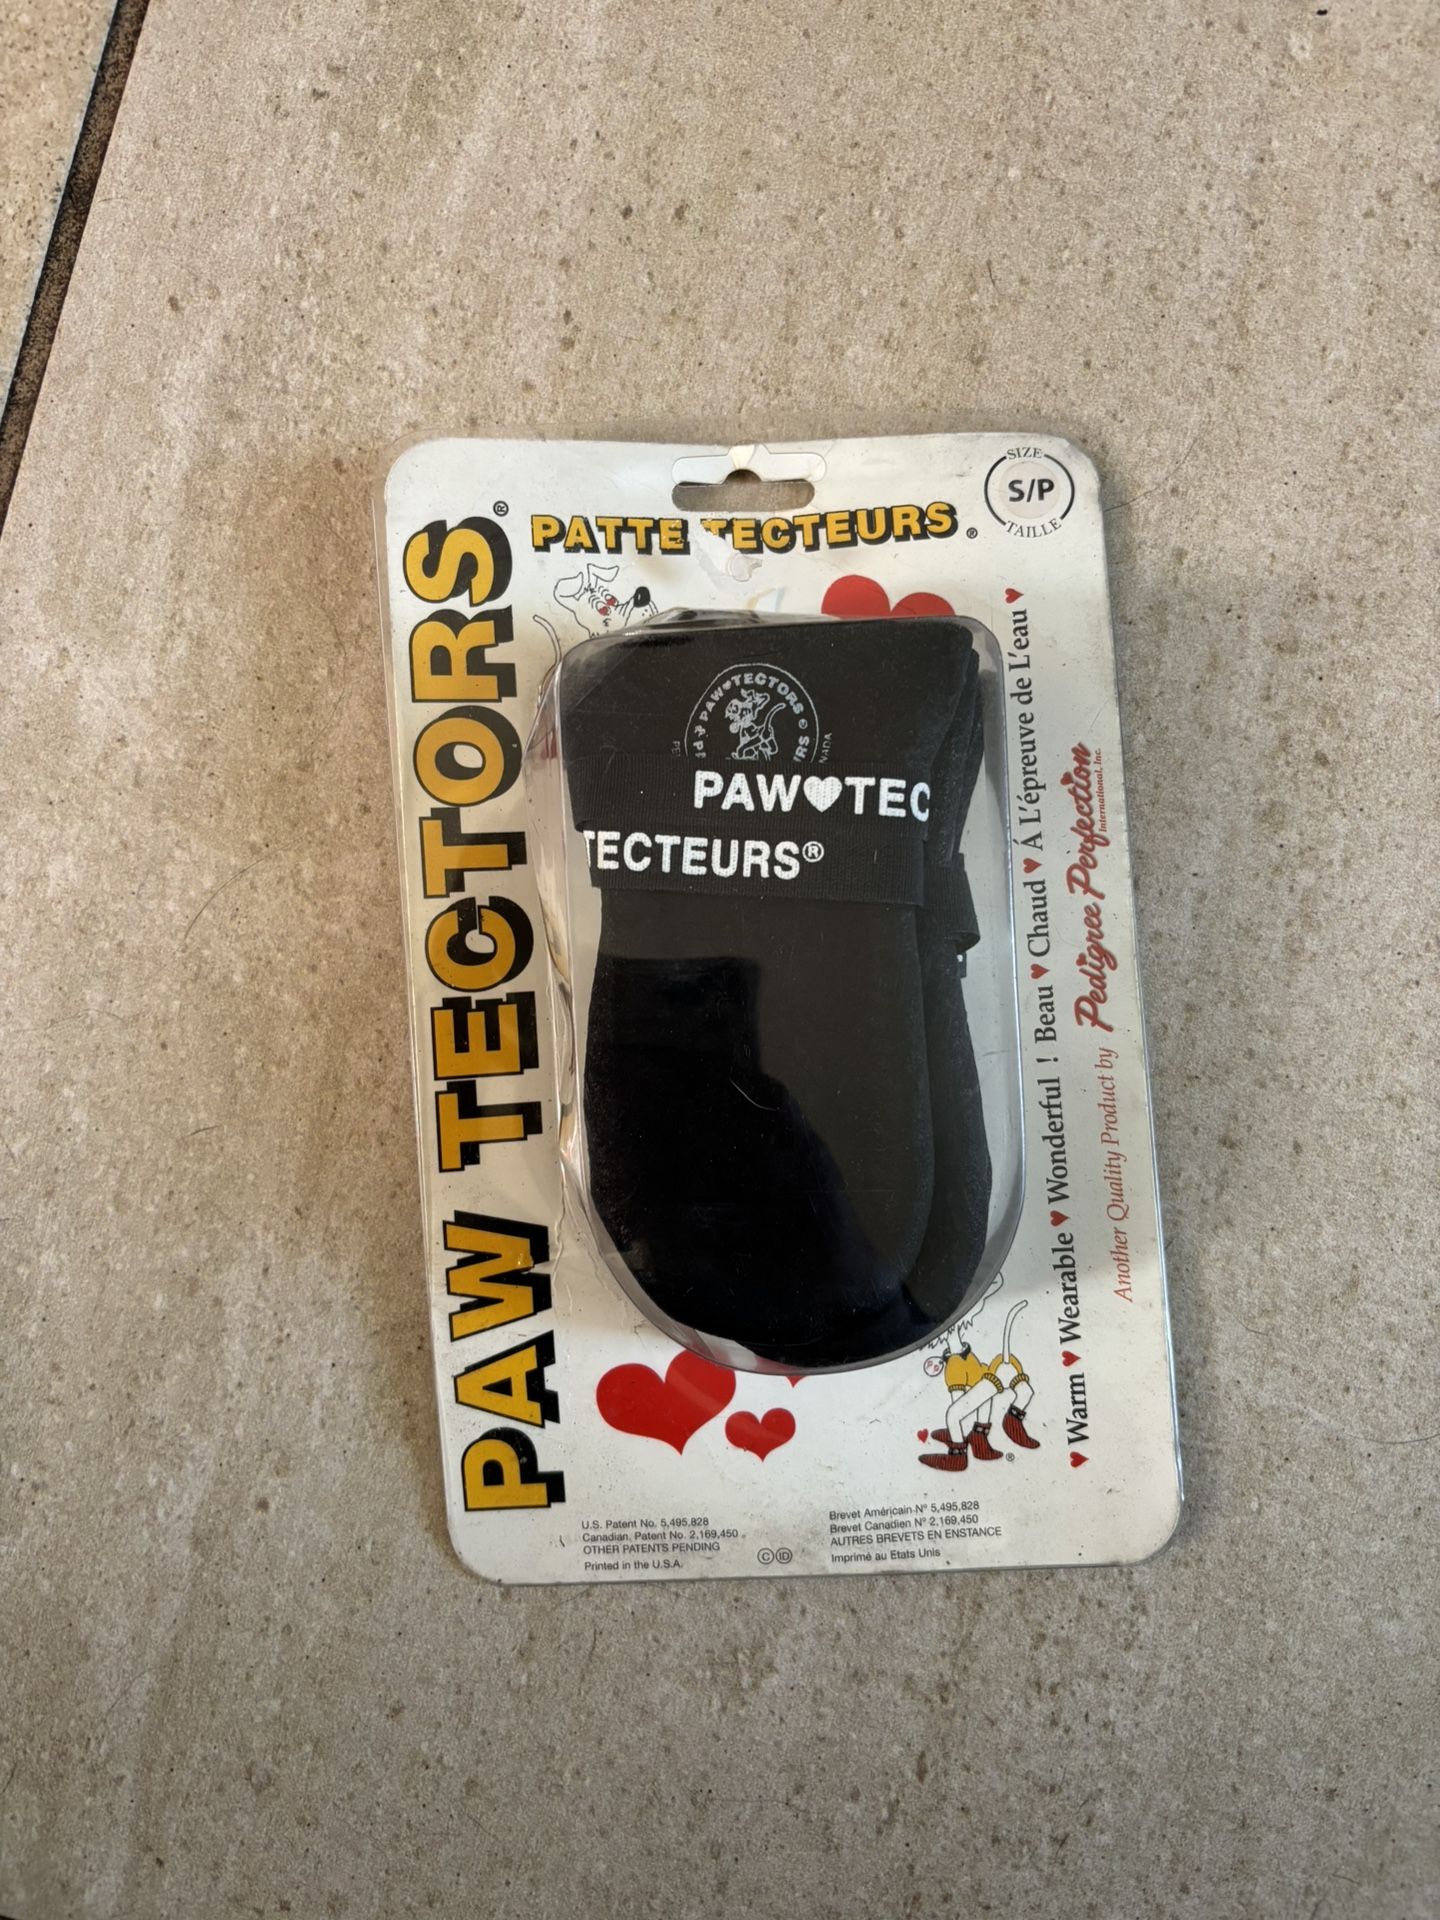 SIZE
S/P
TAILLE
PATTE TECTEURS®
PAW TECTORS®
PAW♥TECTORS®
PAW♥TEC
TECTEURS®
♥ Warm ♥ Wearable ♥ Wonderful ! Beau ♥ Chaud ♥ Á L'épreuve de L'eau ♥
Another Quality Product by Pedigree Perfection
International, Inc.
U.S. Patent No. 5,495,828
Canadian, Patent No. 2,169,450
OTHER PATENTS PENDING
Printed in the U.S.A.
©ID
Brevet Américain Nº 5,495,828
Brevet Canadien Nº 2,169,450
AUTRES BREVETS EN ENSTANCE
Imprimé au Etats Unis
®